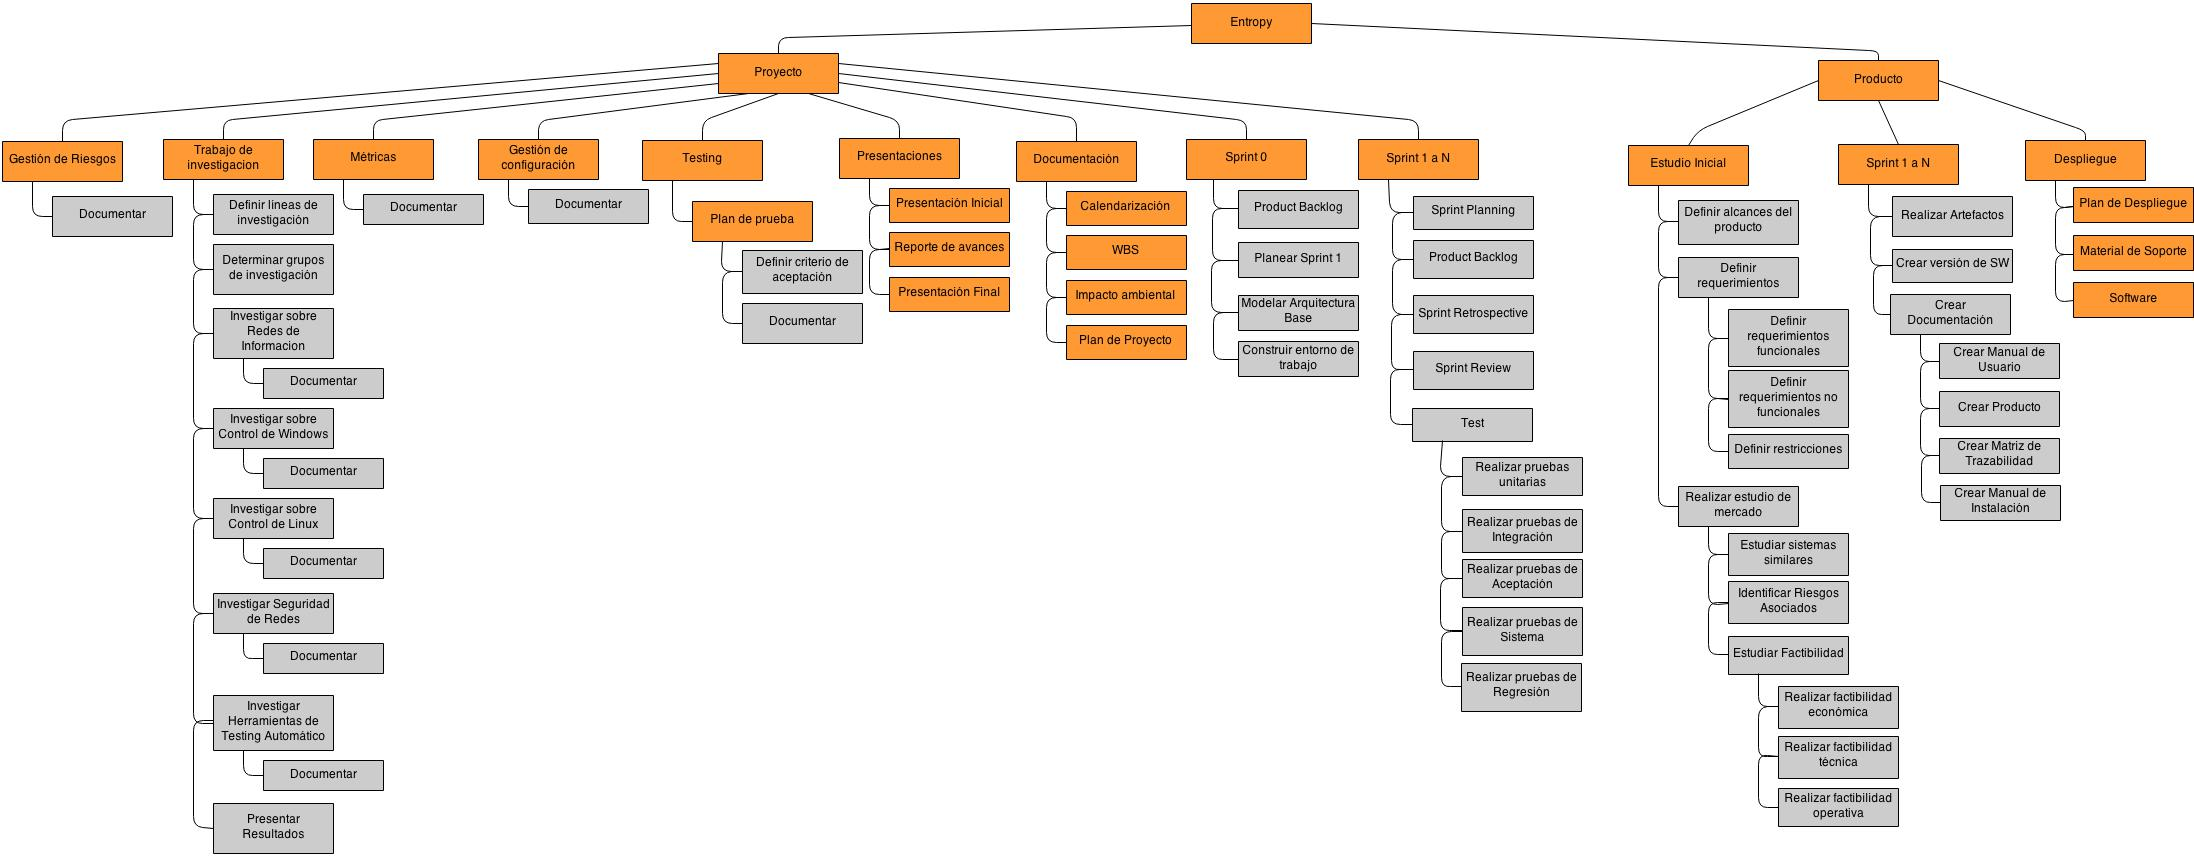 Entropy
Proyecto
Producto
Gestión de Riesgos
Documentar
Trabajo de
investigacion
Definir lineas de
investigación
Determinar grupos
de investigación
Investigar sobre
Redes de
Informacion
Documentar
Investigar sobre
Control de Windows
Documentar
Investigar sobre
Control de Linux
Documentar
Investigar Seguridad
de Redes
Documentar
Investigar
Herramientas de
Testing Automático
Documentar
Presentar
Resultados
Métricas
Documentar
Gestión de
configuración
Documentar
Testing
Plan de prueba
Definir criterio de
aceptación
Documentar
Presentaciones
Presentación Inicial
Reporte de avances
Presentación Final
Documentación
Calendarización
WBS
Impacto ambiental
Plan de Proyecto
Sprint 0
Product Backlog
Planear Sprint 1
Modelar Arquitectura
Base
Construir entorno de
trabajo
Sprint 1 a N
Sprint Planning
Product Backlog
Sprint Retrospective
Sprint Review
Test
Realizar pruebas
unitarias
Realizar pruebas de
Integración
Realizar pruebas de
Aceptación
Realizar pruebas de
Sistema
Realizar pruebas de
Regresión
Estudio Inicial
Definir alcances del
producto
Definir
requerimientos
Definir
requerimientos
funcionales
Definir
requerimientos no
funcionales
Definir restricciones
Realizar estudio de
mercado
Estudiar sistemas
similares
Identificar Riesgos
Asociados
Estudiar Factibilidad
Realizar factibilidad
económica
Realizar factibilidad
técnica
Realizar factibilidad
operativa
Sprint 1 a N
Realizar Artefactos
Crear versión de SW
Crear
Documentación
Crear Manual de
Usuario
Crear Producto
Crear Matriz de
Trazabilidad
Crear Manual de
Instalación
Despliegue
Plan de Despliegue
Material de Soporte
Software